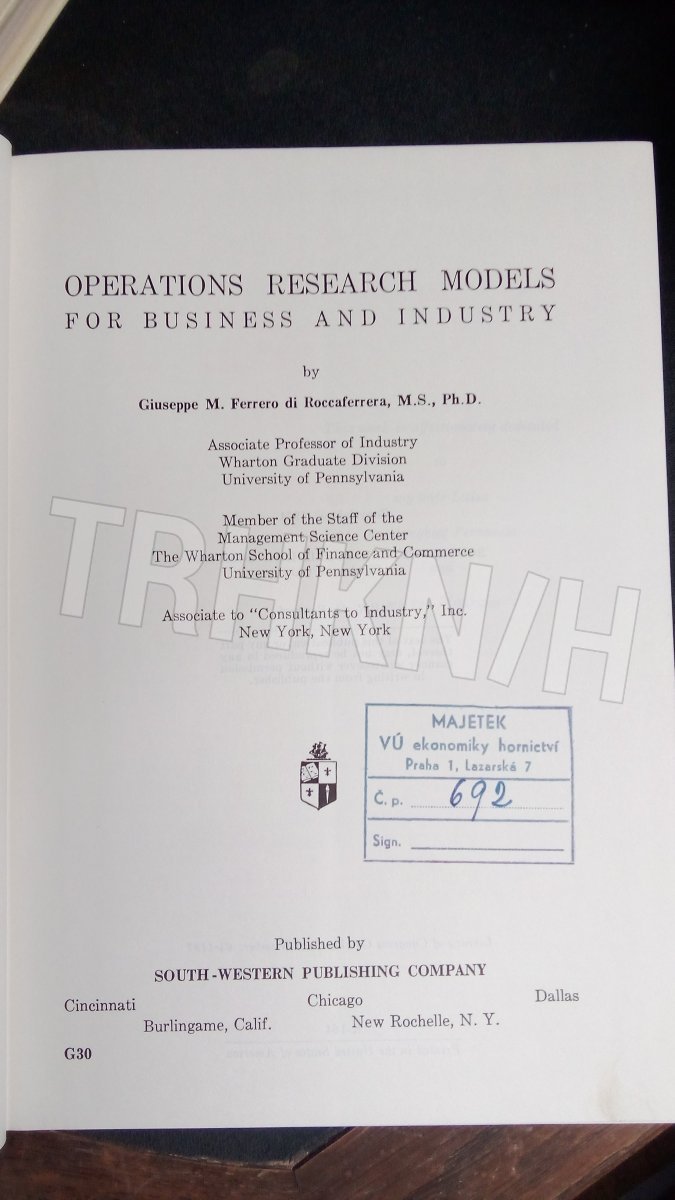 OPERATIONS RESEARCH MODELS
FOR BUSINESS AND INDUSTRY
by
Giuseppe M. Ferrero di Roccaferrera, M.S., Ph.D.
Associate Professor of Industry
Wharton Graduate Division
University of Pennsylvania
Member of the Staff of the
Management Science Center
The Wharton School of Finance and Commerce
University of Pennsylvania
Associate to "Consultants to Industry," Inc.
New York, New York
TRHKN/H
MAJETEK
VÚ ekonomiky hornictví
Praha 1, Lazarská 7
Č. p. 692
Sign.
Published by
SOUTH-WESTERN PUBLISHING COMPANY
Cincinnati Chicago Dallas
Burlingame, Calif. New Rochelle, N. Y.
G30